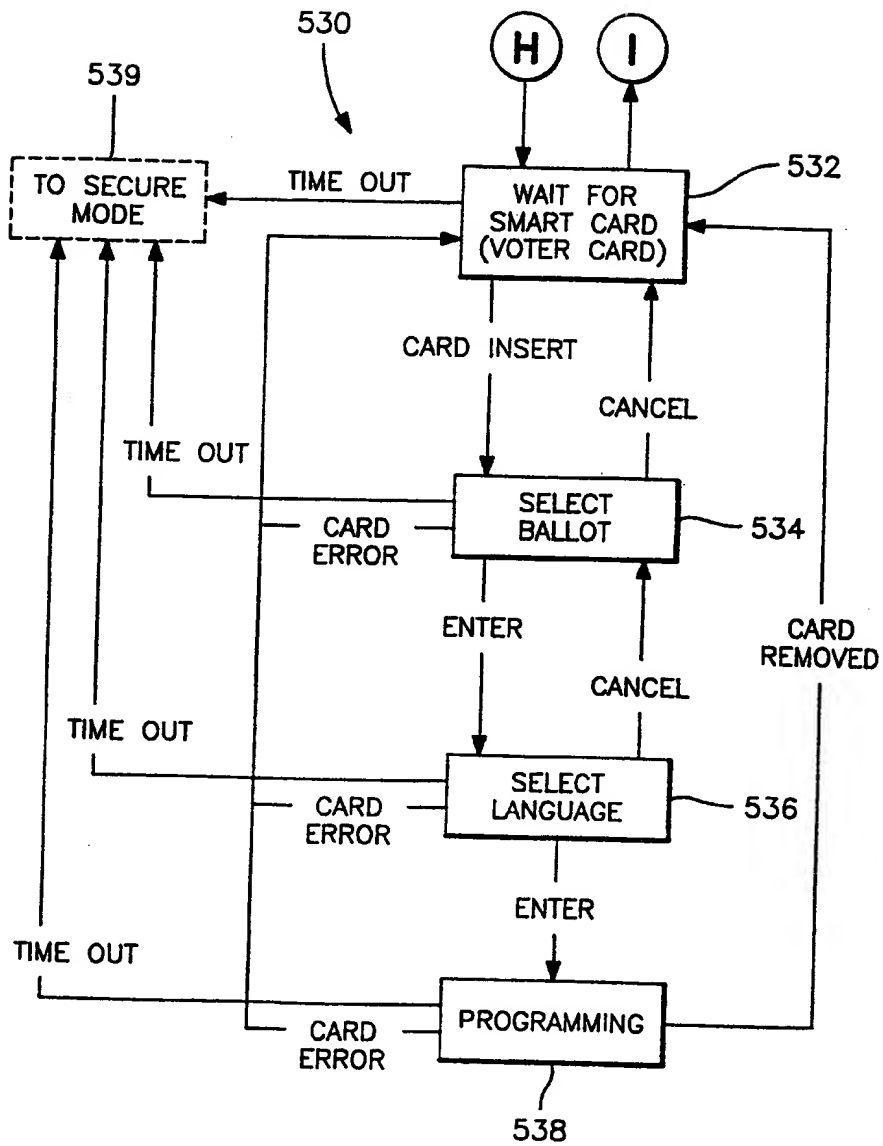 530
H
I
539
TO SECURE
MODE
TIME OUT
WAIT FOR
SMART CARD
(VOTER CARD)
532
CARD INSERT
CANCEL
TIME OUT
SELECT
BALLOT
534
CARD
ERROR
ENTER
CANCEL
CARD
REMOVED
TIME OUT
SELECT
LANGUAGE
536
CARD
ERROR
ENTER
TIME OUT
PROGRAMMING
CARD
ERROR
538